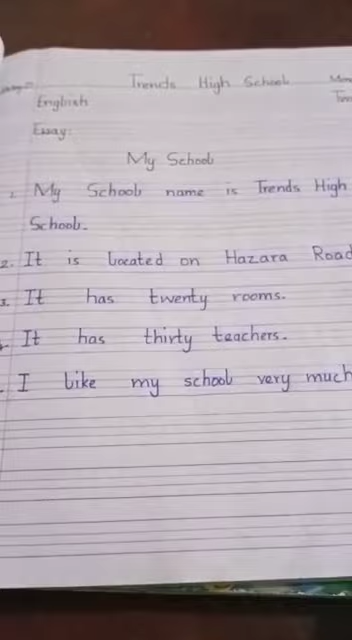 Trends High School
English
Essay:
My School
1. My School name is Trends High
School.
2. It is located on Hazara Road
3. It has twenty rooms.
It has thirty teachers.
I like my school very much